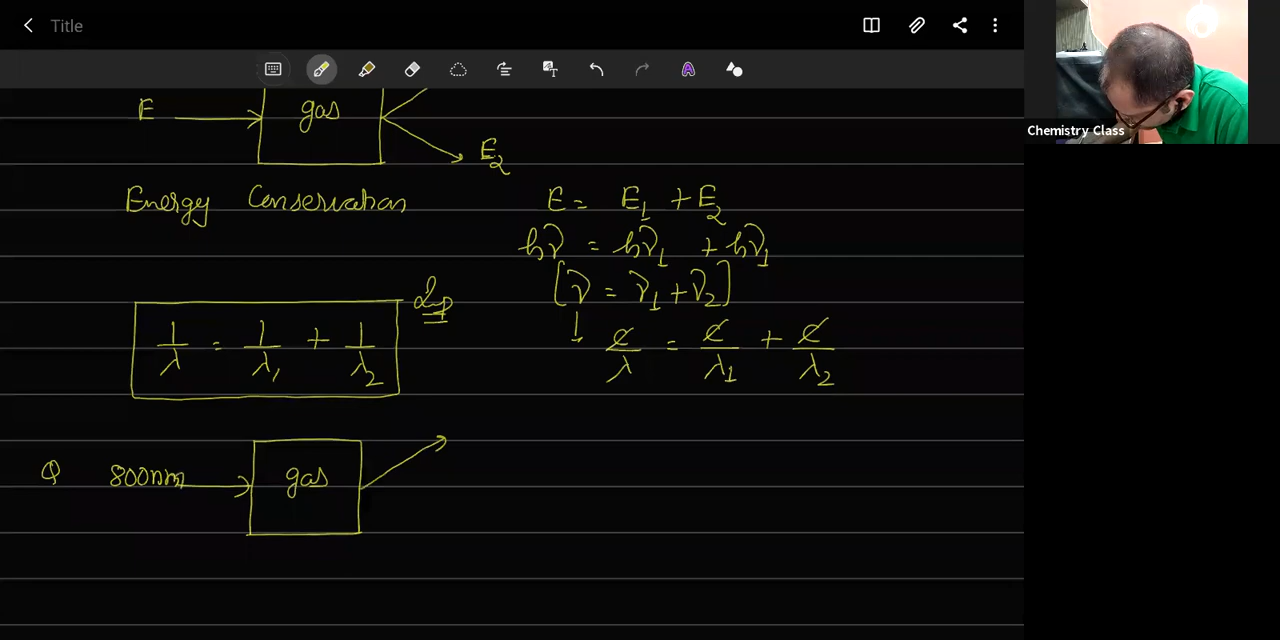 Title
Chemistry Class
E gas
E₂
Energy Conservation
E = E₁ + E₂
hν = hν₁ + hν₁
[ν = ν₁ + ν₂]
Imp
1/λ = 1/λ₁ + 1/λ₂
c/λ = c/λ₁ + c/λ₂
Q 800nm gas